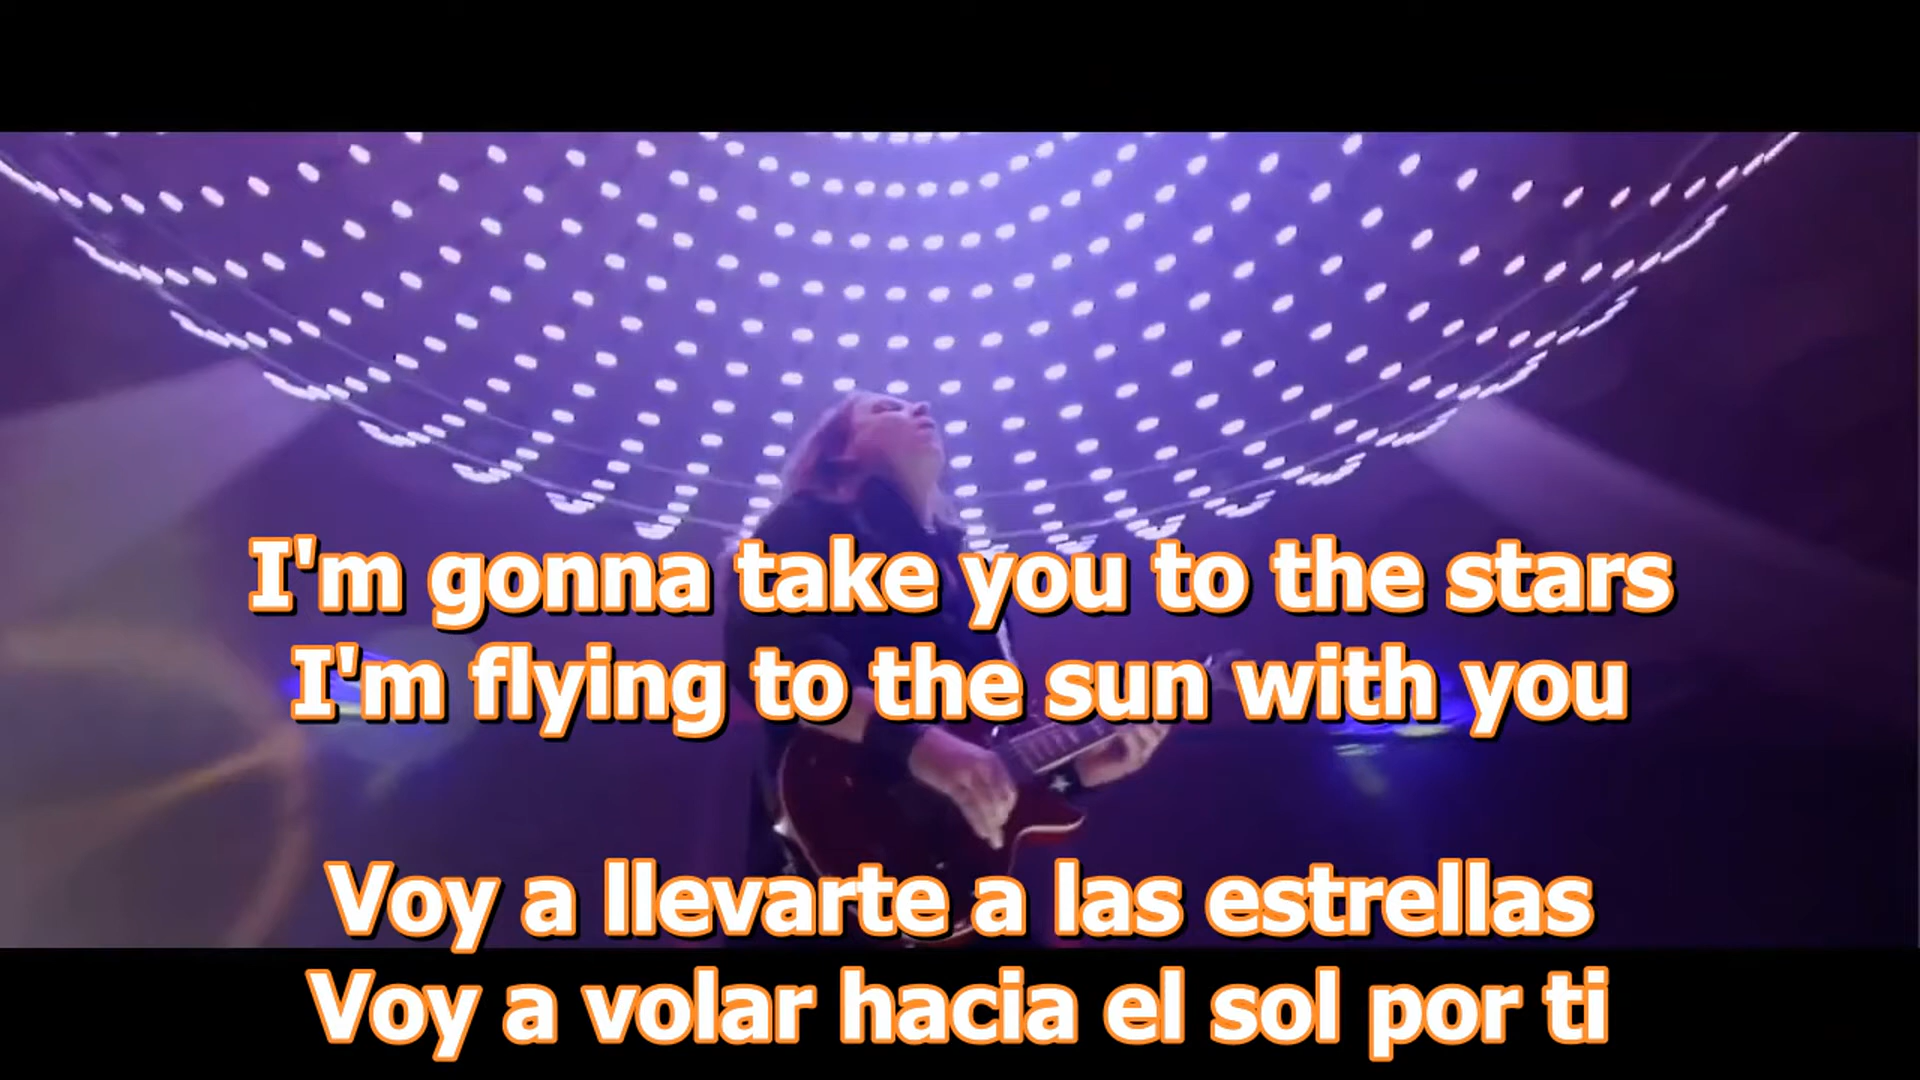 I'm gonna take you to the stars
I'm flying to the sun with you
Voy a llevarte a las estrellas
Voy a volar hacia el sol por ti